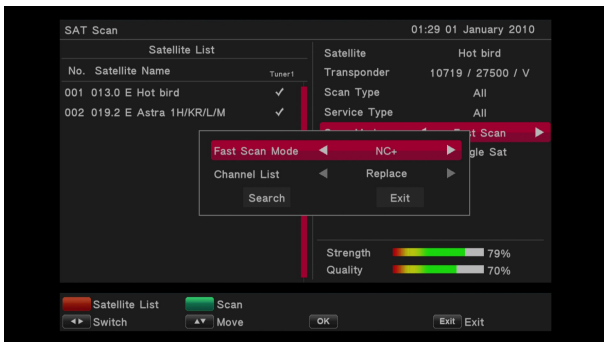 SAT Scan 01:29 01 January 2010
Satellite List
No. Satellite Name Tuner1
001 013.0 E Hot bird
002 019.2 E Astra 1H/KR/L/M
Satellite Hot bird
Transponder 10719 / 27500 / V
Scan Type All
Service Type All
Scan
Fast Scan Mode NC+
Channel List Replace
Search Exit
Strength 79%
Quality 70%
Satellite List Scan
Switch Move OK Exit Exit